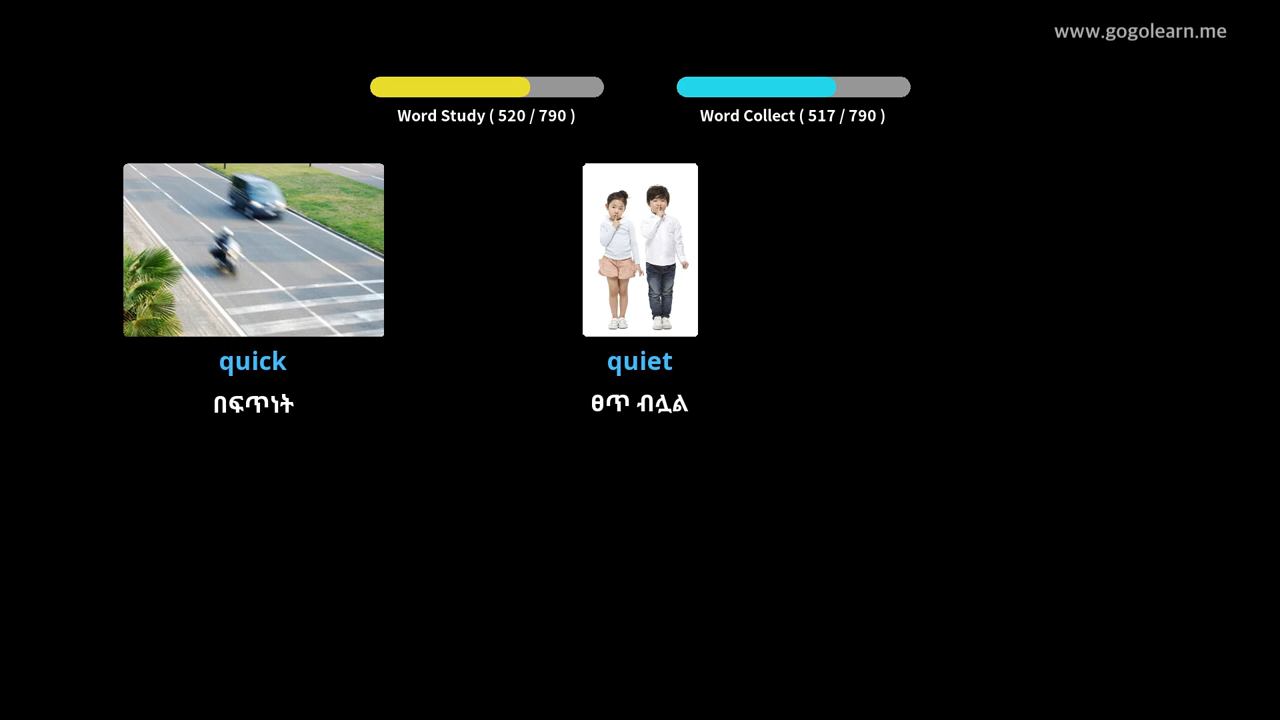 www.gogolearn.me
Word Study ( 520 / 790 )
Word Collect ( 517 / 790 )
quick
በፍጥነት
quiet
ፀጥ ብሏል